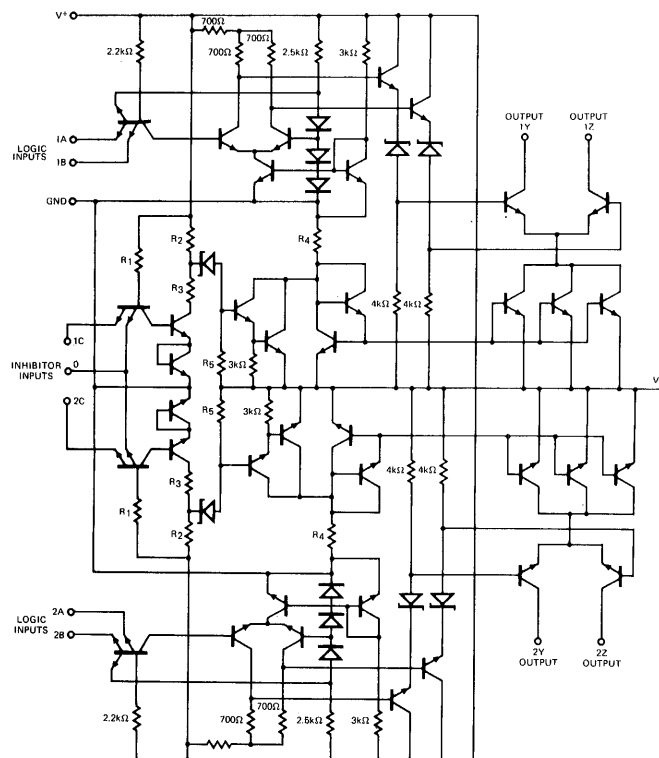 V+
700Ω
700Ω
2.2kΩ
700Ω
2.5kΩ
3kΩ
1A
LOGIC
INPUTS
1B
OUTPUT
1Y
OUTPUT
1Z
GND
R2
R4
R1
R3
4kΩ
4kΩ
1C
R5
3kΩ
INHIBITOR
INPUTS
0
V
2C
R5
3kΩ
4kΩ
4kΩ
R3
R1
R2
R4
2A
LOGIC
INPUTS
2B
2Y
OUTPUT
2Z
OUTPUT
700Ω
2.2kΩ
700Ω
2.5kΩ
3kΩ